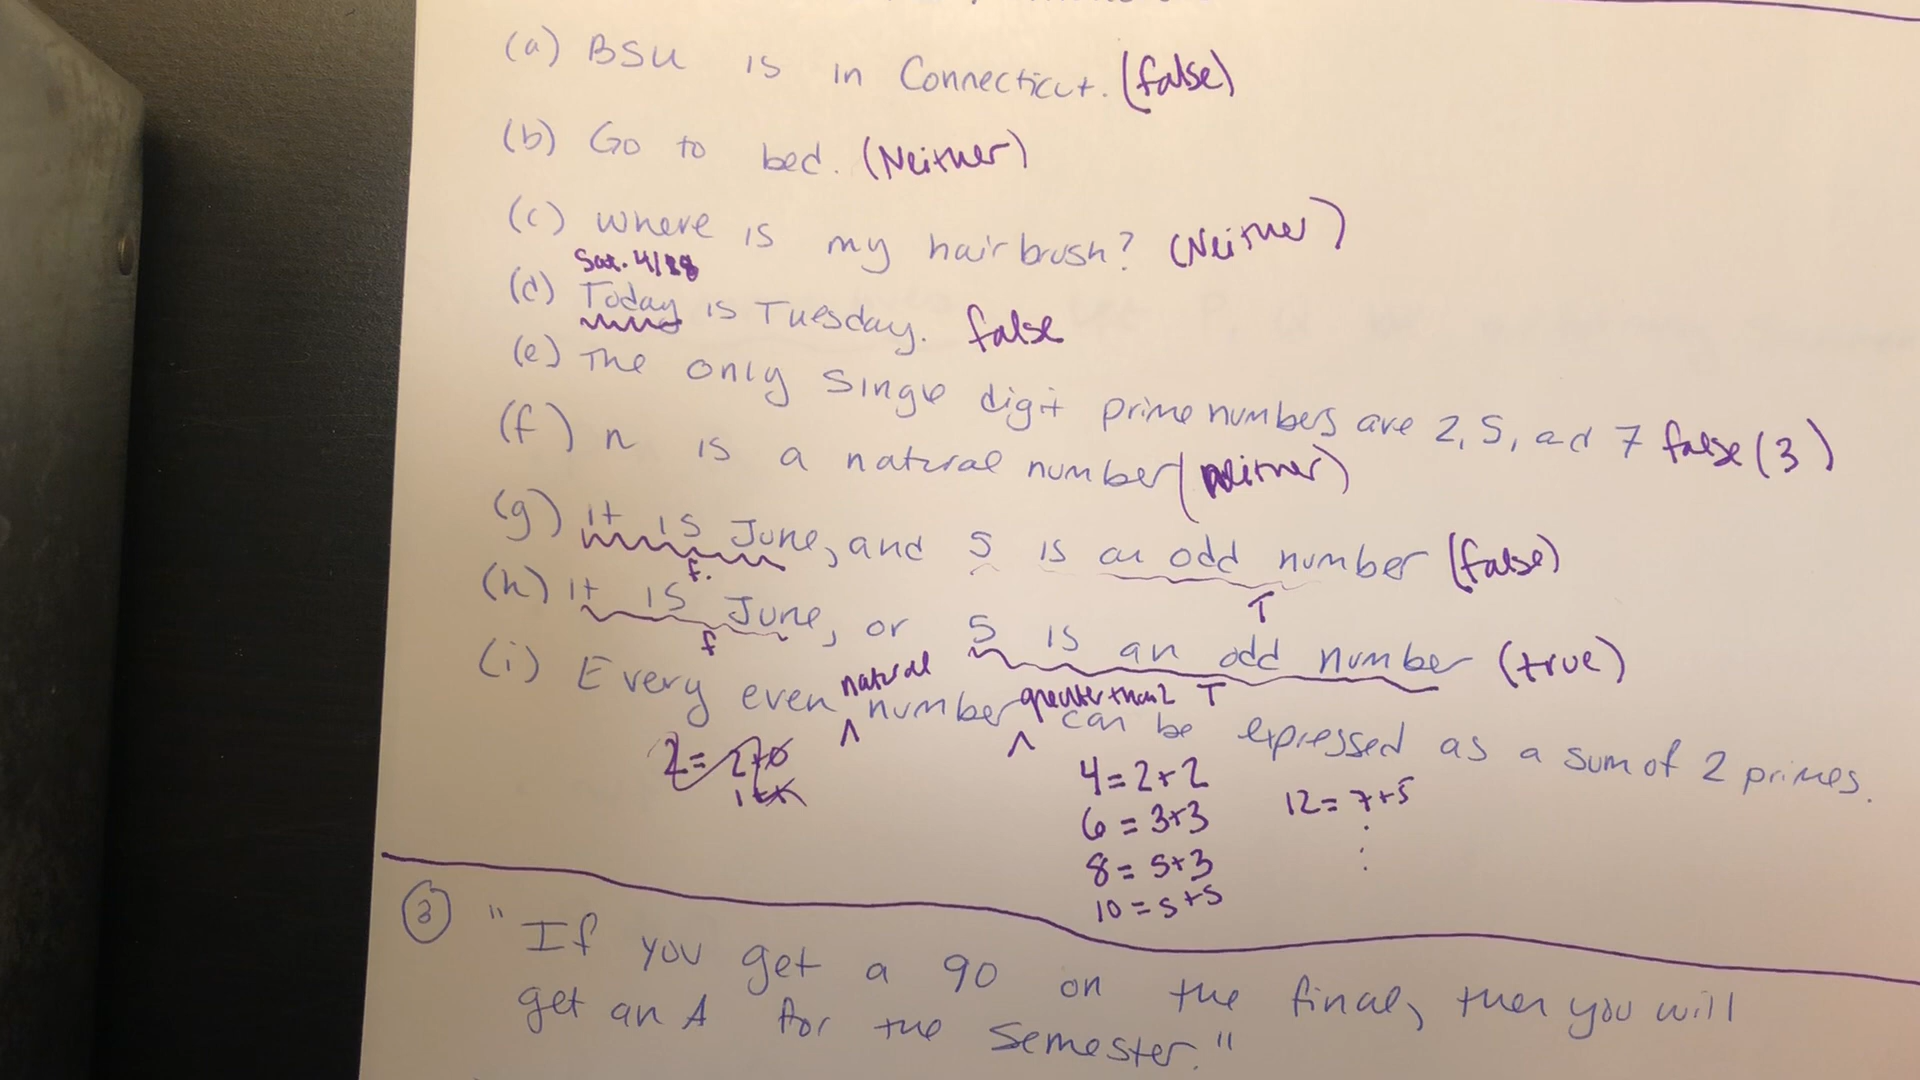 (a) BSU is in Connecticut. (false)
(b) Go to bed. (Neither)
(c) where is my hairbrush? (Neither)
Sat. 4/18
(d) Today is Tuesday. false
(e) The only single digit prime numbers are 2, 5, ad 7 false (3)
(f) n is a natural number (neither)
(g) it is June, and 5 is an odd number (false)
f. T
(h) it is June, or 5 is an odd number (true)
f T
natural greater than 2
(i) Every even ^ number ^ can be expressed as a sum of 2 primes.
2 = 2+0
4 = 2+2
12 = 7+5
6 = 3+3
8 = 5+3
10 = 5+5
(3) "If you get a 90 on the final, then you will
get an A for the semester."